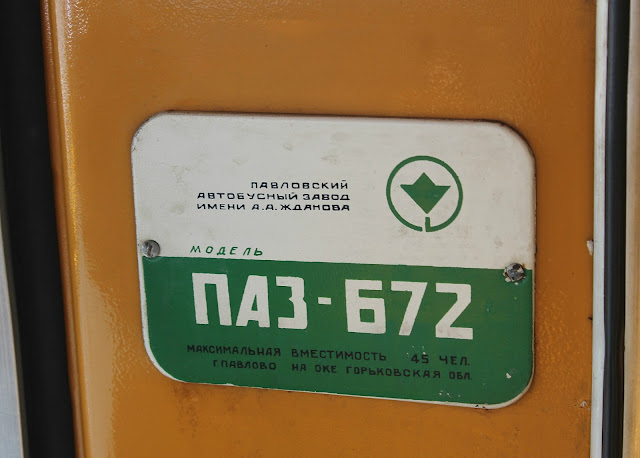 ПАВЛОВСКИЙ
АВТОБУСНЫЙ ЗАВОД
ИМЕНИ А.А.ЖДАНОВА
МОДЕЛЬ
ПАЗ-672
МАКСИМАЛЬНАЯ ВМЕСТИМОСТЬ 45 ЧЕЛ.
Г.ПАВЛОВО НА ОКЕ ГОРЬКОВСКАЯ ОБЛ.